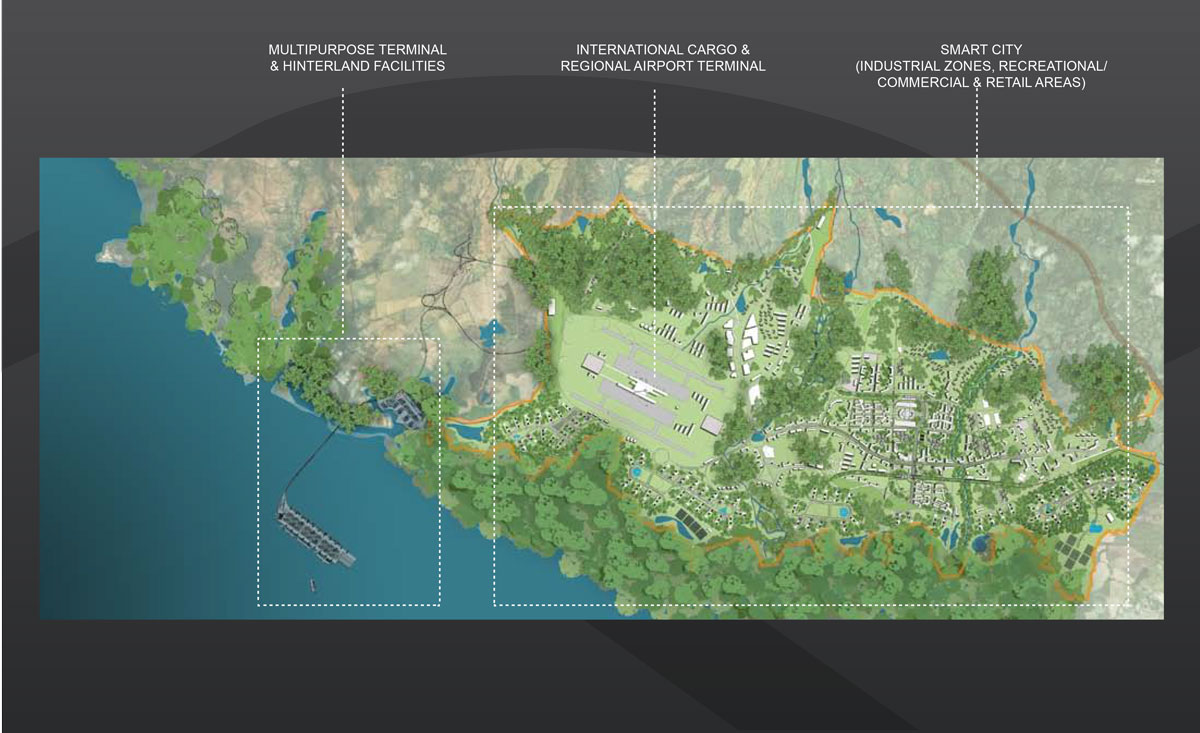 MULTIPURPOSE TERMINAL
& HINTERLAND FACILITIES
INTERNATIONAL CARGO &
REGIONAL AIRPORT TERMINAL
SMART CITY
(INDUSTRIAL ZONES, RECREATIONAL/
COMMERCIAL & RETAIL AREAS)